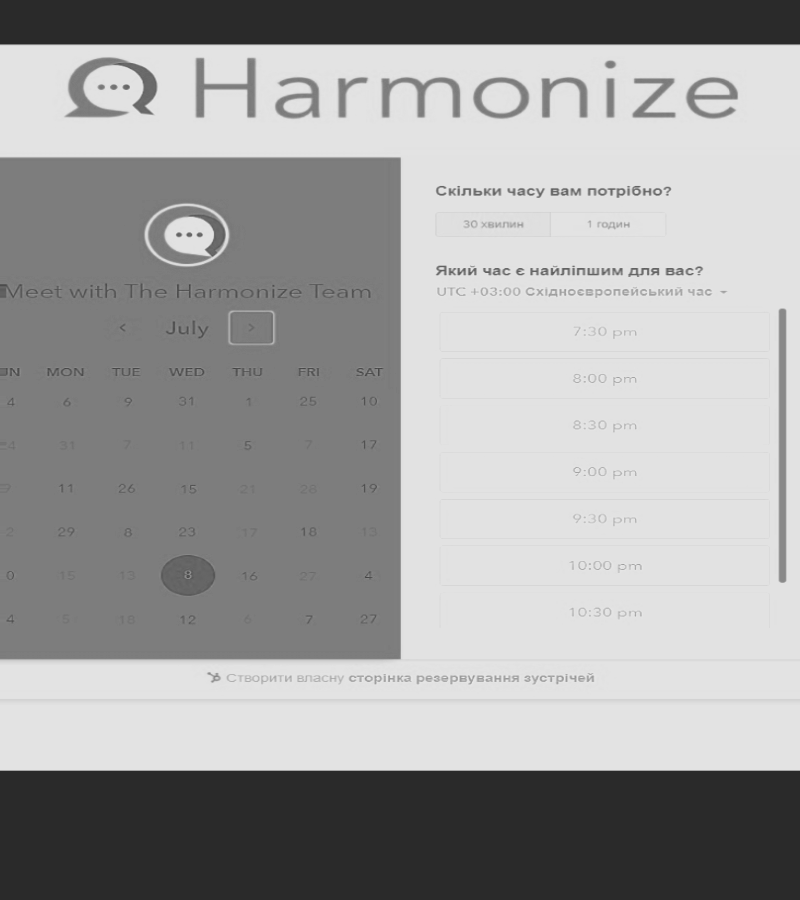 Harmonize
Meet with The Harmonize Team
July
MON TUE WED THU FRI SAT
4 6 9 31 1 25 10
31 7 11 5 7 17
11 26 15 21 28 19
2 29 8 23 17 18 13
0 15 13 8 16 27 4
4 5 18 12 6 7 27
Скільки часу вам потрібно?
30 хвилин 1 годин
Який час є найліпшим для вас?
UTC +03:00 Східноєвропейський час
7:30 pm
8:00 pm
8:30 pm
9:00 pm
9:30 pm
10:00 pm
10:30 pm
Створити власну сторінка резервування зустрічей